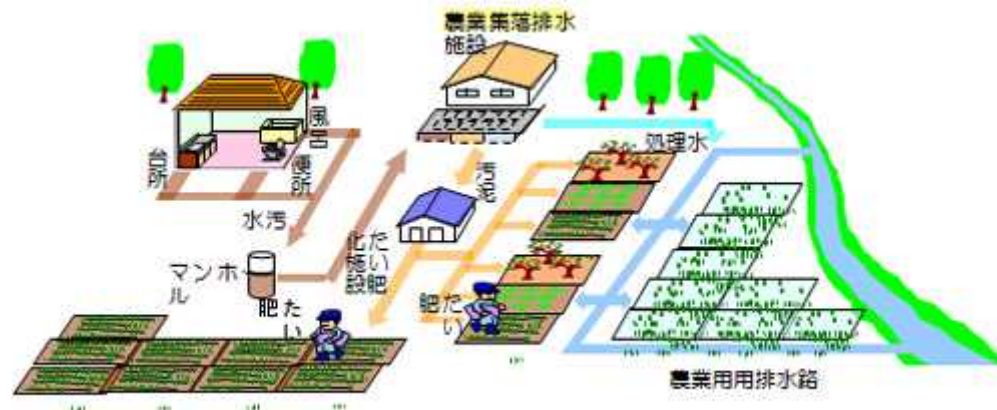 農業集落排水
施設
風呂
台所
便所
処理水
汚泥
水汚
たい肥
化施設
マンホ
ル
たい
肥
たい
肥
農業用用排水路